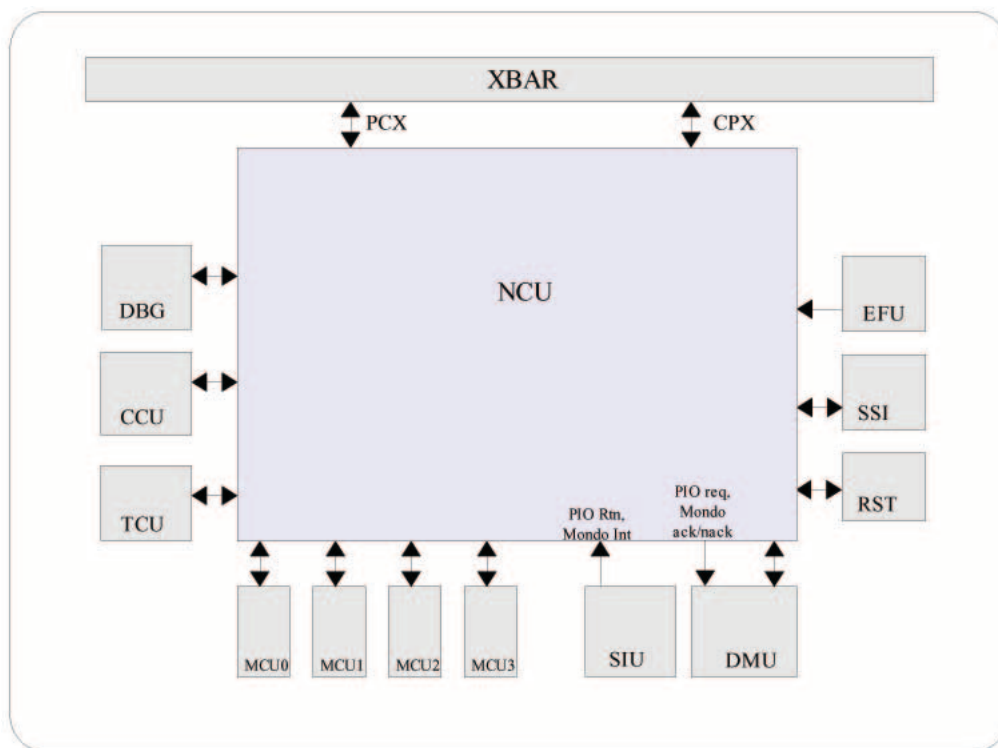 XBAR
PCX
CPX
NCU
DBG
CCU
TCU
EFU
SSI
RST
PIO Rtn,
Mondo Int
PIO req,
Mondo
ack/nack
MCU0
MCU1
MCU2
MCU3
SIU
DMU